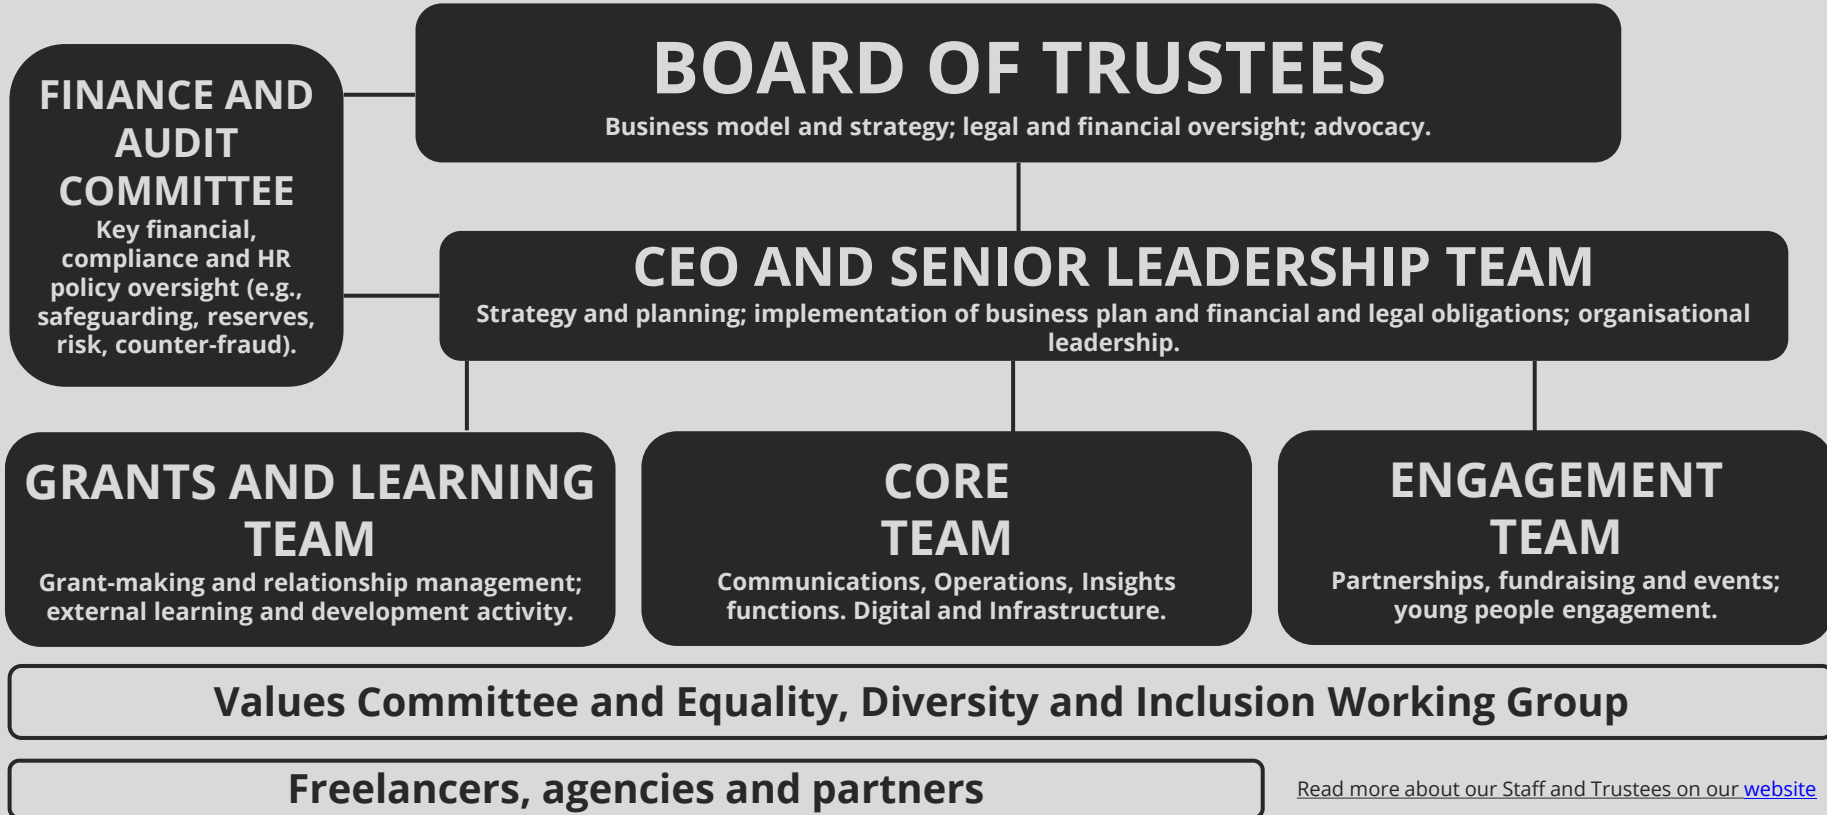 BOARD OF TRUSTEES
Business model and strategy; legal and financial oversight; advocacy.
FINANCE AND
AUDIT
COMMITTEE
Key financial,
compliance and HR
policy oversight (e.g.,
safeguarding, reserves,
risk, counter-fraud).
CEO AND SENIOR LEADERSHIP TEAM
Strategy and planning; implementation of business plan and financial and legal obligations; organisational
leadership.
GRANTS AND LEARNING
TEAM
Grant-making and relationship management;
external learning and development activity.
CORE
TEAM
Communications, Operations, Insights
functions. Digital and Infrastructure.
ENGAGEMENT
TEAM
Partnerships, fundraising and events;
young people engagement.
Values Committee and Equality, Diversity and Inclusion Working Group
Freelancers, agencies and partners
Read more about our Staff and Trustees on our website